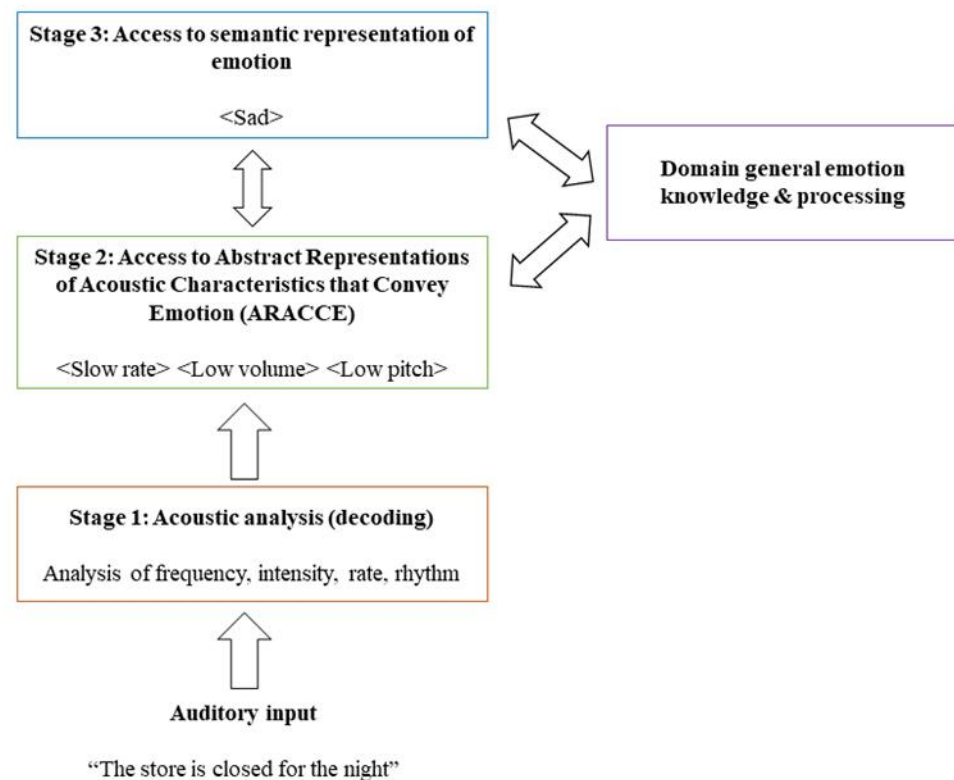 Stage 3: Access to semantic representation of
emotion
<Sad>
Domain general emotion
knowledge & processing
Stage 2: Access to Abstract Representations
of Acoustic Characteristics that Convey
Emotion (ARACCE)
<Slow rate> <Low volume> <Low pitch>
Stage 1: Acoustic analysis (decoding)
Analysis of frequency, intensity, rate, rhythm
Auditory input
“The store is closed for the night”